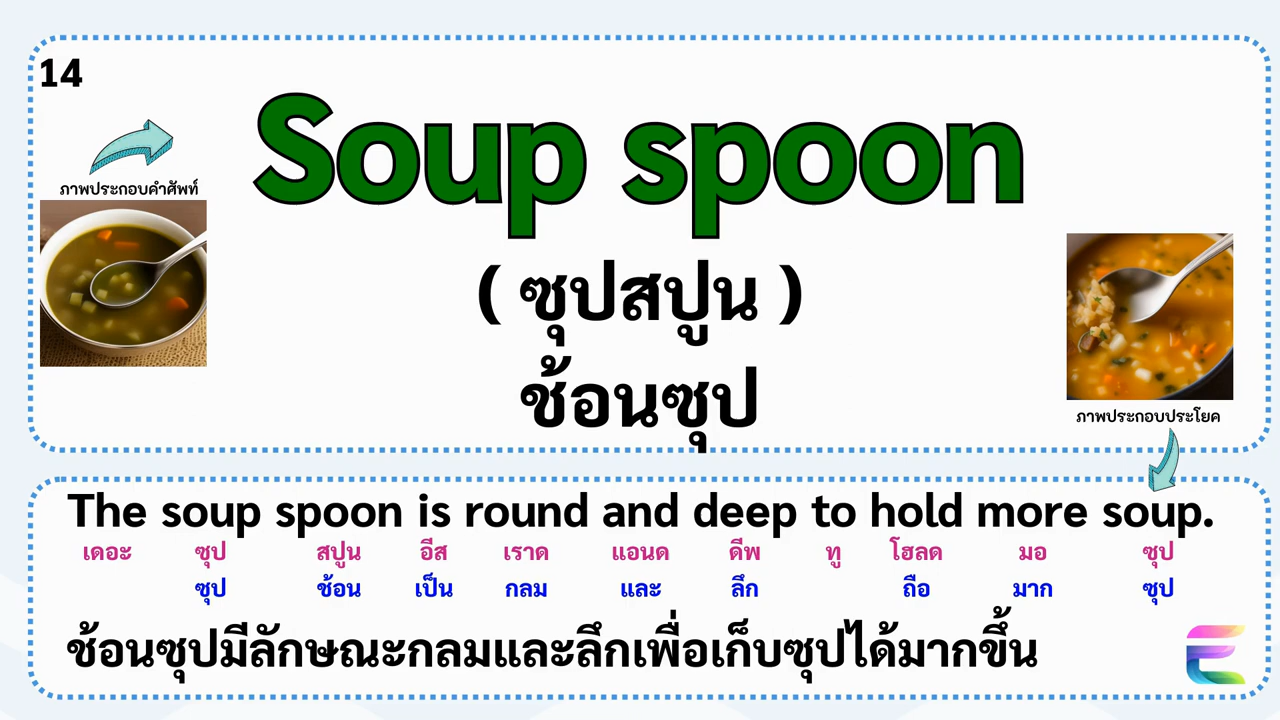 14
Soup spoon
ภาพประกอบคำศัพท์
( ซุปสปูน )
ช้อนซุป
ภาพประกอบประโยค
The soup spoon is round and deep to hold more soup.
เดอะ ซุป สปูน อีส เราด แอนด ดีพ ทู โฮลด มอ ซุป
ซุป ช้อน เป็น กลม และ ลึก ถือ มาก ซุป
ช้อนซุปมีลักษณะกลมและลึกเพื่อเก็บซุปได้มากขึ้น